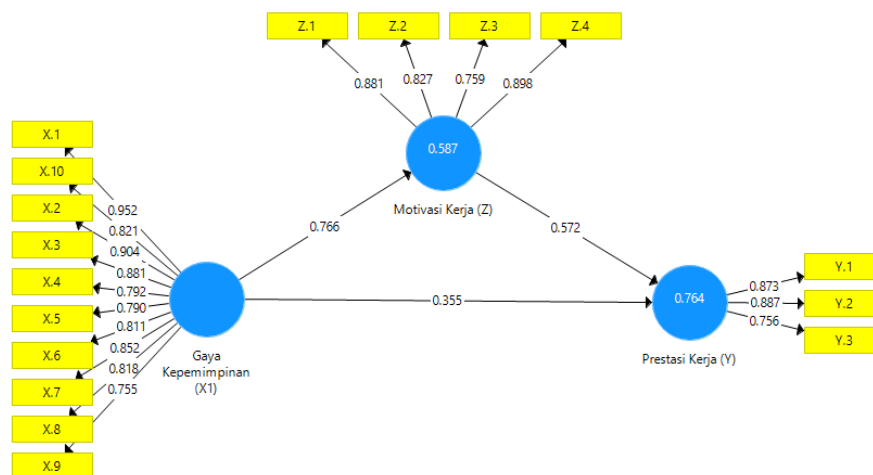 Z.1
Z.2
Z.3
Z.4
0.881
0.827
0.759
0.898
X.1
X.10
X.2
X.3
X.4
X.5
X.6
X.7
X.8
X.9
0.952
0.821
0.904
0.881
0.792
0.790
0.811
0.852
0.818
0.755
0.587
Motivasi Kerja (Z)
0.766
0.572
0.355
Gaya
Kepemimpinan
(X1)
0.764
Prestasi Kerja (Y)
0.873
0.887
0.756
Y.1
Y.2
Y.3